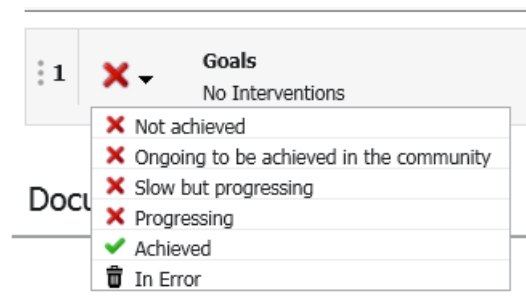 1
Goals
No Interventions
Not achieved
Ongoing to be achieved in the community
Slow but progressing
Docu
Progressing
Achieved
In Error